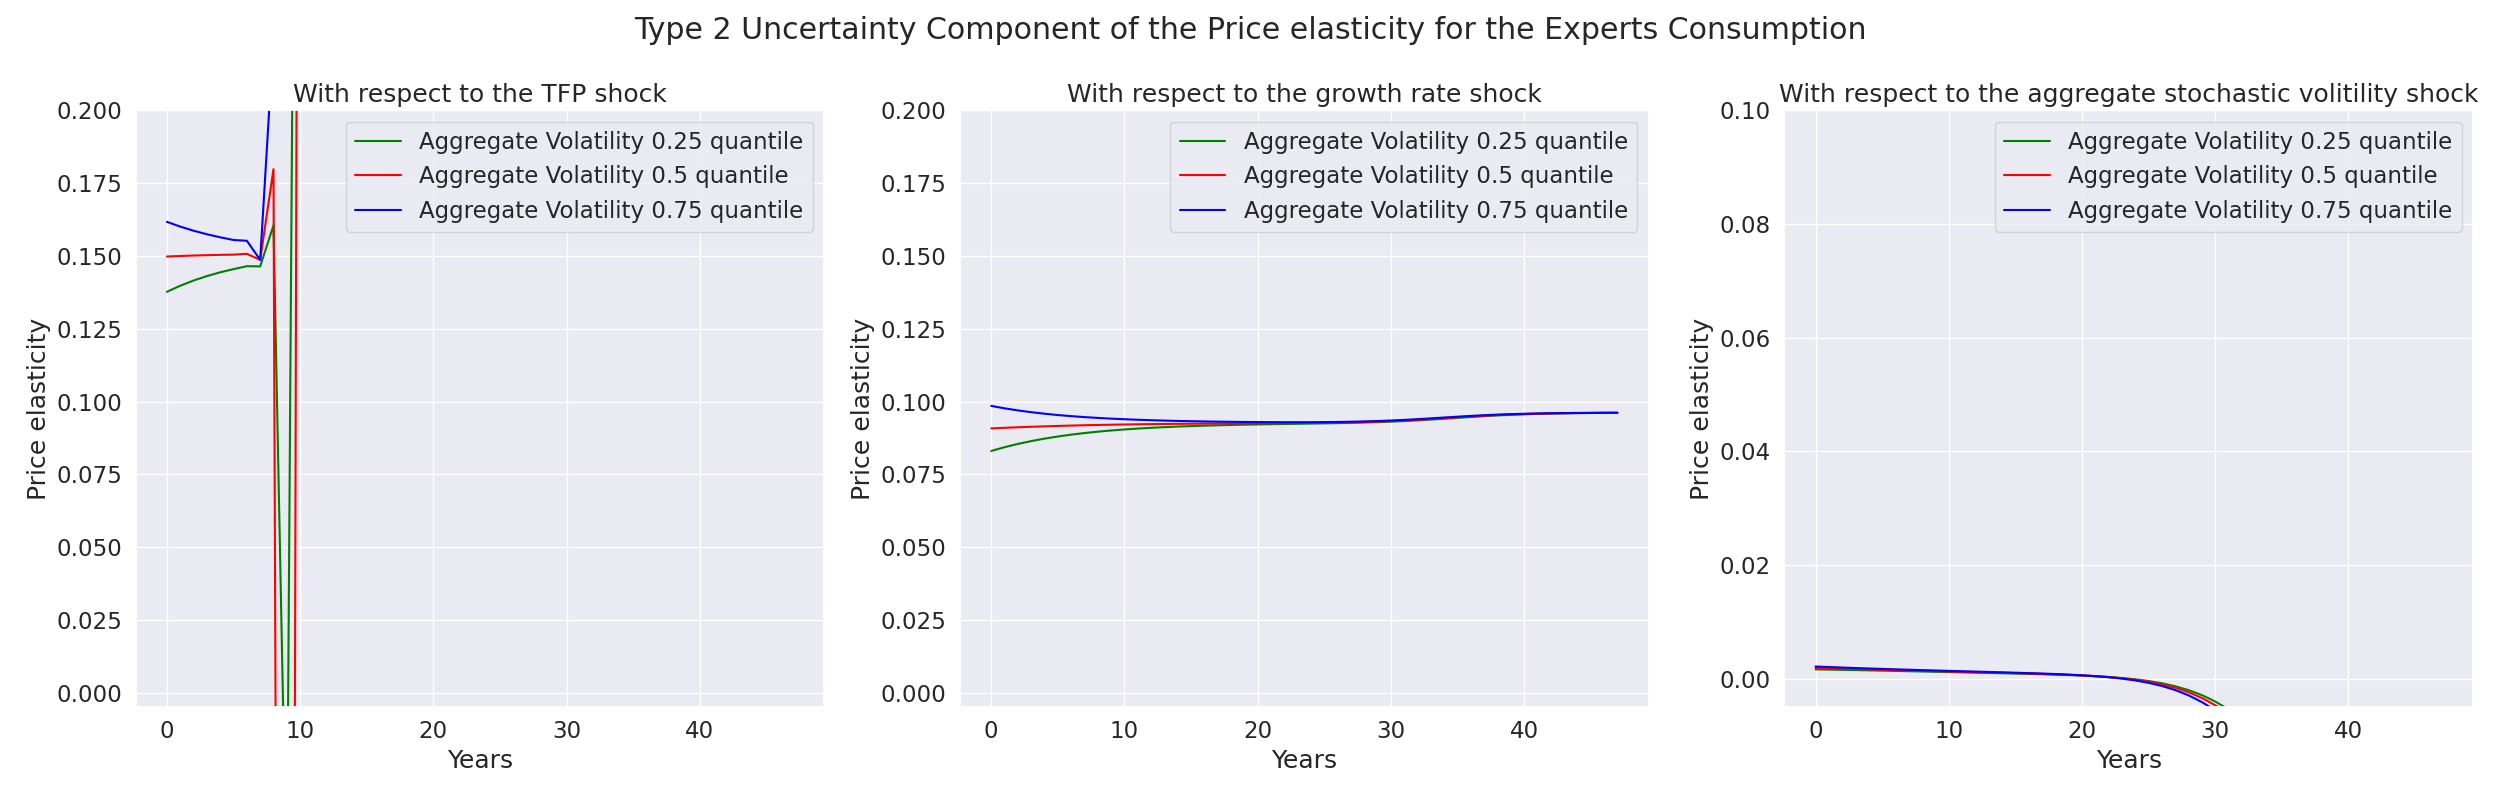 Type 2 Uncertainty Component of the Price elasticity for the Experts Consumption
With respect to the TFP shock
0.200
0.175
0.150
0.125
0.100
0.075
0.050
0.025
0.000
Price elasticity
Aggregate Volatility 0.25 quantile
Aggregate Volatility 0.5 quantile
Aggregate Volatility 0.75 quantile
0 10 20 30 40
Years
With respect to the growth rate shock
0.200
0.175
0.150
0.125
0.100
0.075
0.050
0.025
0.000
Price elasticity
Aggregate Volatility 0.25 quantile
Aggregate Volatility 0.5 quantile
Aggregate Volatility 0.75 quantile
0 10 20 30 40
Years
With respect to the aggregate stochastic volitility shock
0.10
0.08
0.06
0.04
0.02
0.00
Price elasticity
Aggregate Volatility 0.25 quantile
Aggregate Volatility 0.5 quantile
Aggregate Volatility 0.75 quantile
0 10 20 30 40
Years